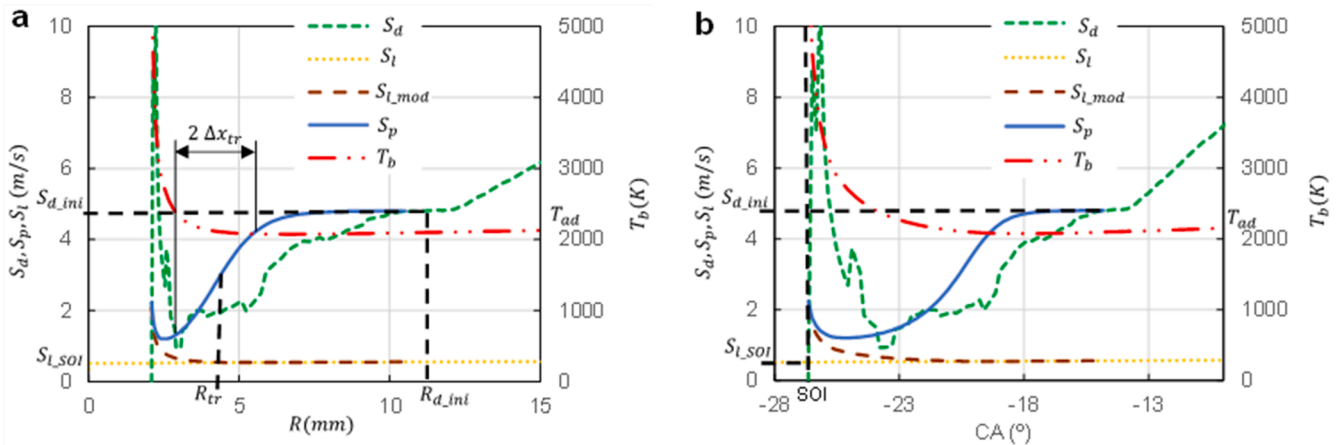 a
10
8
6
4
2
0
S_d, S_p, S_l (m/s)
S_d_ini
S_l_SOI
S_d
S_l
S_l_mod
S_p
T_b
2 Δx_tr
5000
4000
3000
2000
1000
0
T_ad
T_b(K)
0
5
10
15
R_tr
R_d_ini
R(mm)
b
10
8
6
4
2
0
S_d, S_p, S_l (m/s)
S_d_ini
S_l_SOI
S_d
S_l
S_l_mod
S_p
T_b
5000
4000
3000
2000
1000
0
T_ad
T_b(K)
-28
SOI
-23
-18
-13
CA (º)